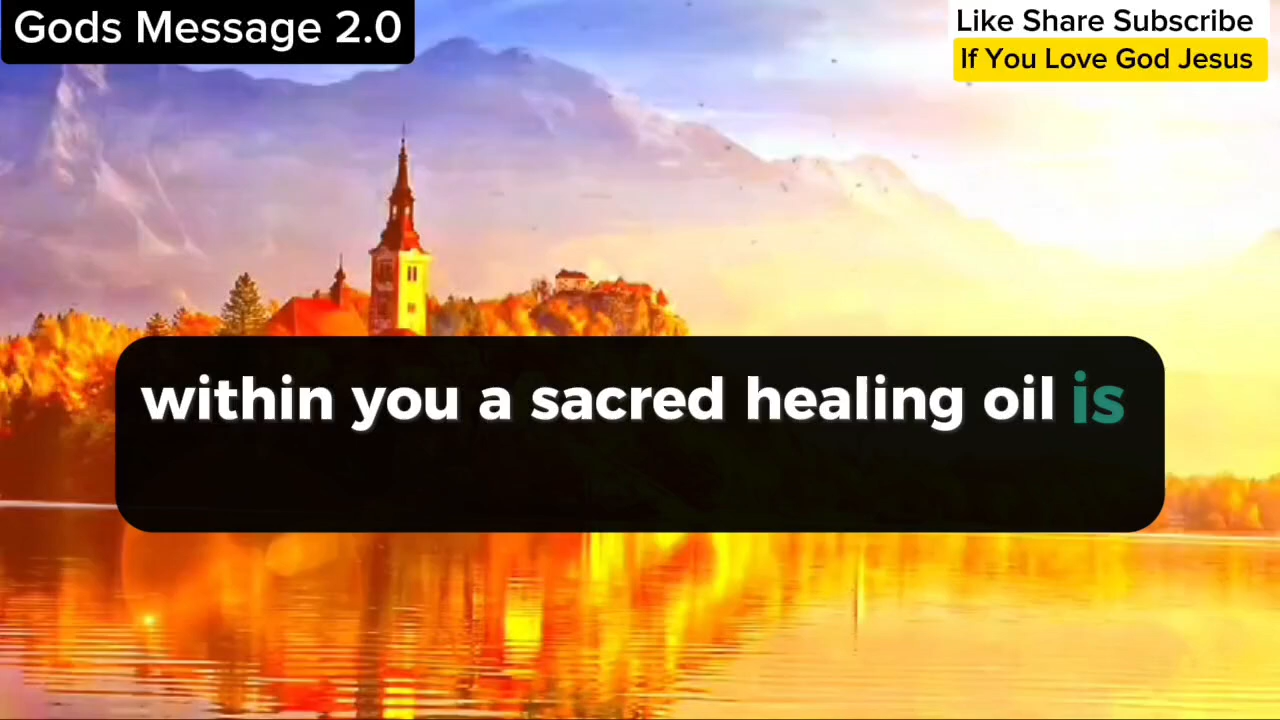 Gods Message 2.0
Like Share Subscribe
If You Love God Jesus
within you a sacred healing oil is